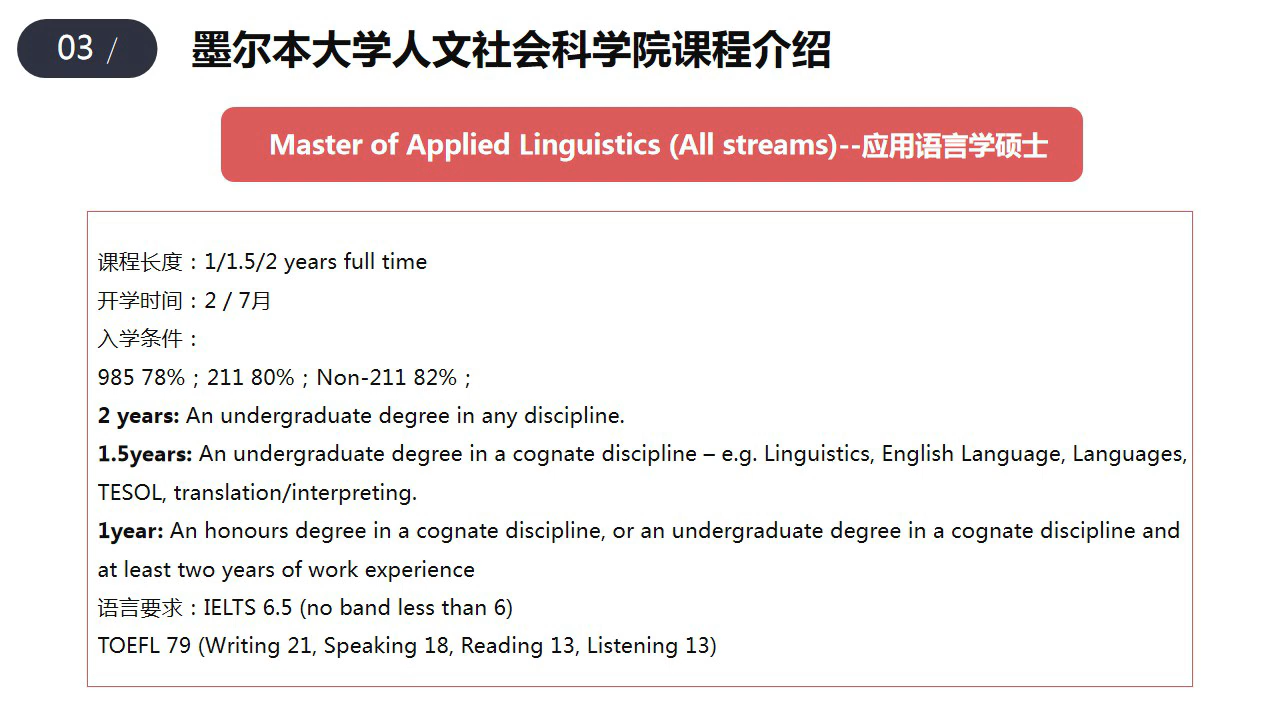 03 /
墨尔本大学人文社会科学院课程介绍
Master of Applied Linguistics (All streams)--应用语言学硕士
课程长度：1/1.5/2 years full time
开学时间：2 / 7月
入学条件：
985 78%；211 80%；Non-211 82%；
2 years: An undergraduate degree in any discipline.
1.5years: An undergraduate degree in a cognate discipline – e.g. Linguistics, English Language, Languages,
TESOL, translation/interpreting.
1year: An honours degree in a cognate discipline, or an undergraduate degree in a cognate discipline and
at least two years of work experience
语言要求：IELTS 6.5 (no band less than 6)
TOEFL 79 (Writing 21, Speaking 18, Reading 13, Listening 13)